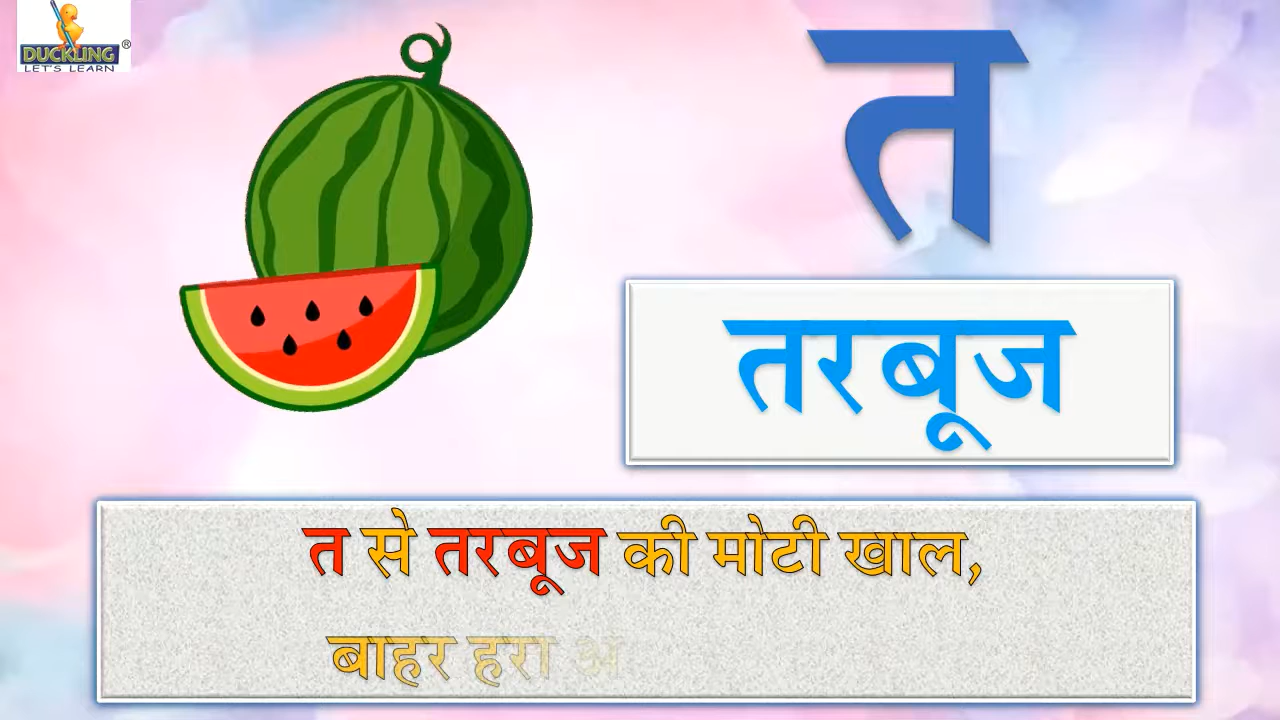 DUCKLING®
LET'S LEARN
त
तरबूज
त से तरबूज की मोटी खाल,
बाहर हरा